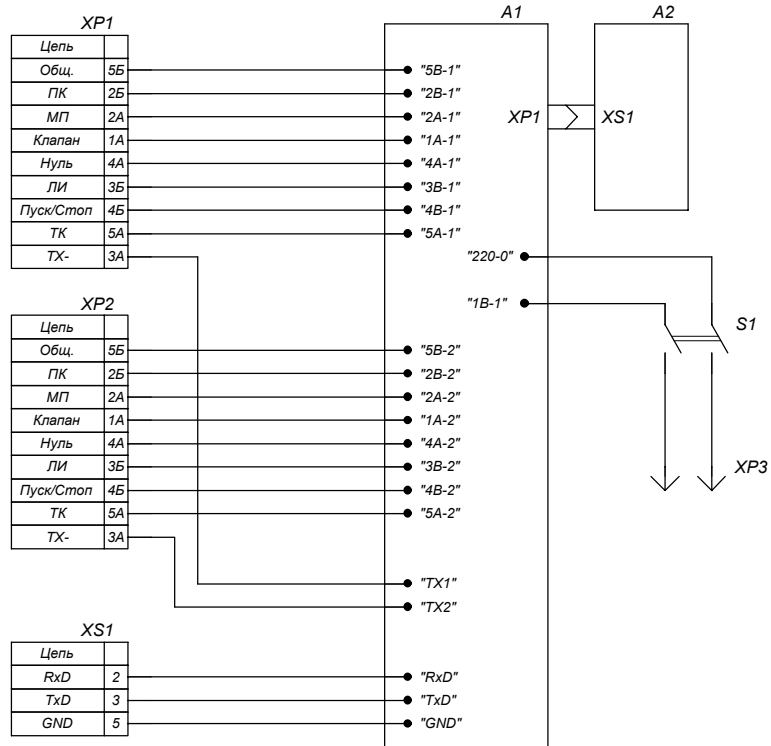 XP1
Цепь
Общ. 5Б
ПК 2Б
МП 2А
Клапан 1А
Нуль 4А
ЛИ 3Б
Пуск/Стоп 4Б
ТК 5А
TX- 3А
XP2
Цепь
Общ. 5Б
ПК 2Б
МП 2А
Клапан 1А
Нуль 4А
ЛИ 3Б
Пуск/Стоп 4Б
ТК 5А
TX- 3А
XS1
Цепь
RxD 2
TxD 3
GND 5
A1
"5B-1"
"2B-1"
"2A-1"
"1A-1"
"4A-1"
"3B-1"
"4B-1"
"5A-1"
XP1
"220-0"
"1B-1"
"5B-2"
"2B-2"
"2A-2"
"1A-2"
"4A-2"
"3B-2"
"4B-2"
"5A-2"
"TX1"
"TX2"
"RxD"
"TxD"
"GND"
A2
XS1
S1
XP3